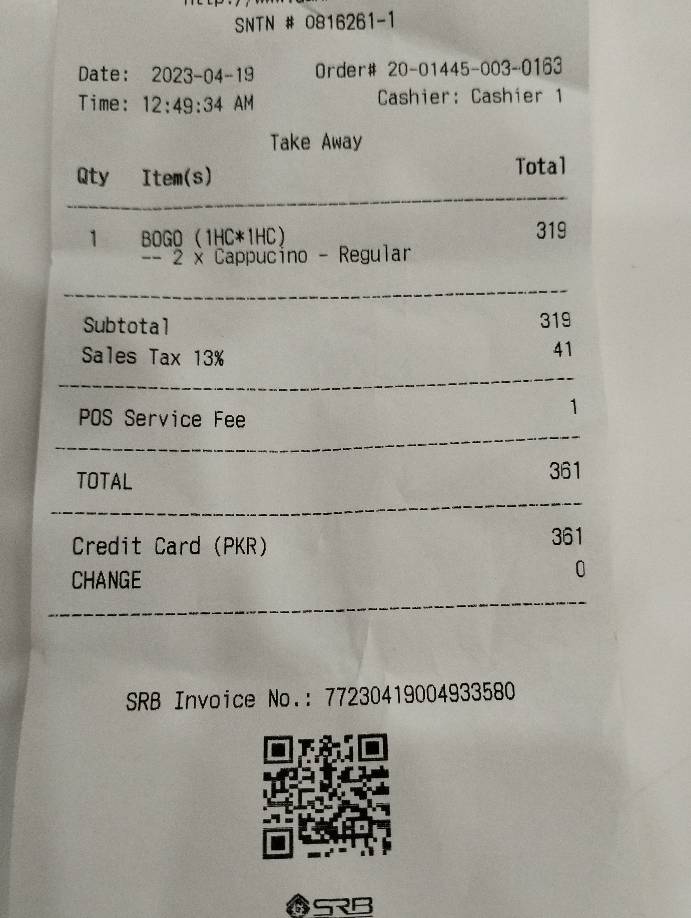 SNTN # 0816261-1
Date: 2023-04-19 Order# 20-01445-003-0163
Time: 12:49:34 AM Cashier: Cashier 1
Take Away
Qty Item(s) Total
1 BOGO (1HC*1HC) 319
-- 2 x Cappucino - Regular
Subtotal 319
Sales Tax 13% 41
POS Service Fee 1
TOTAL 361
Credit Card (PKR) 361
CHANGE 0
SRB Invoice No.: 77230419004933580
SRB